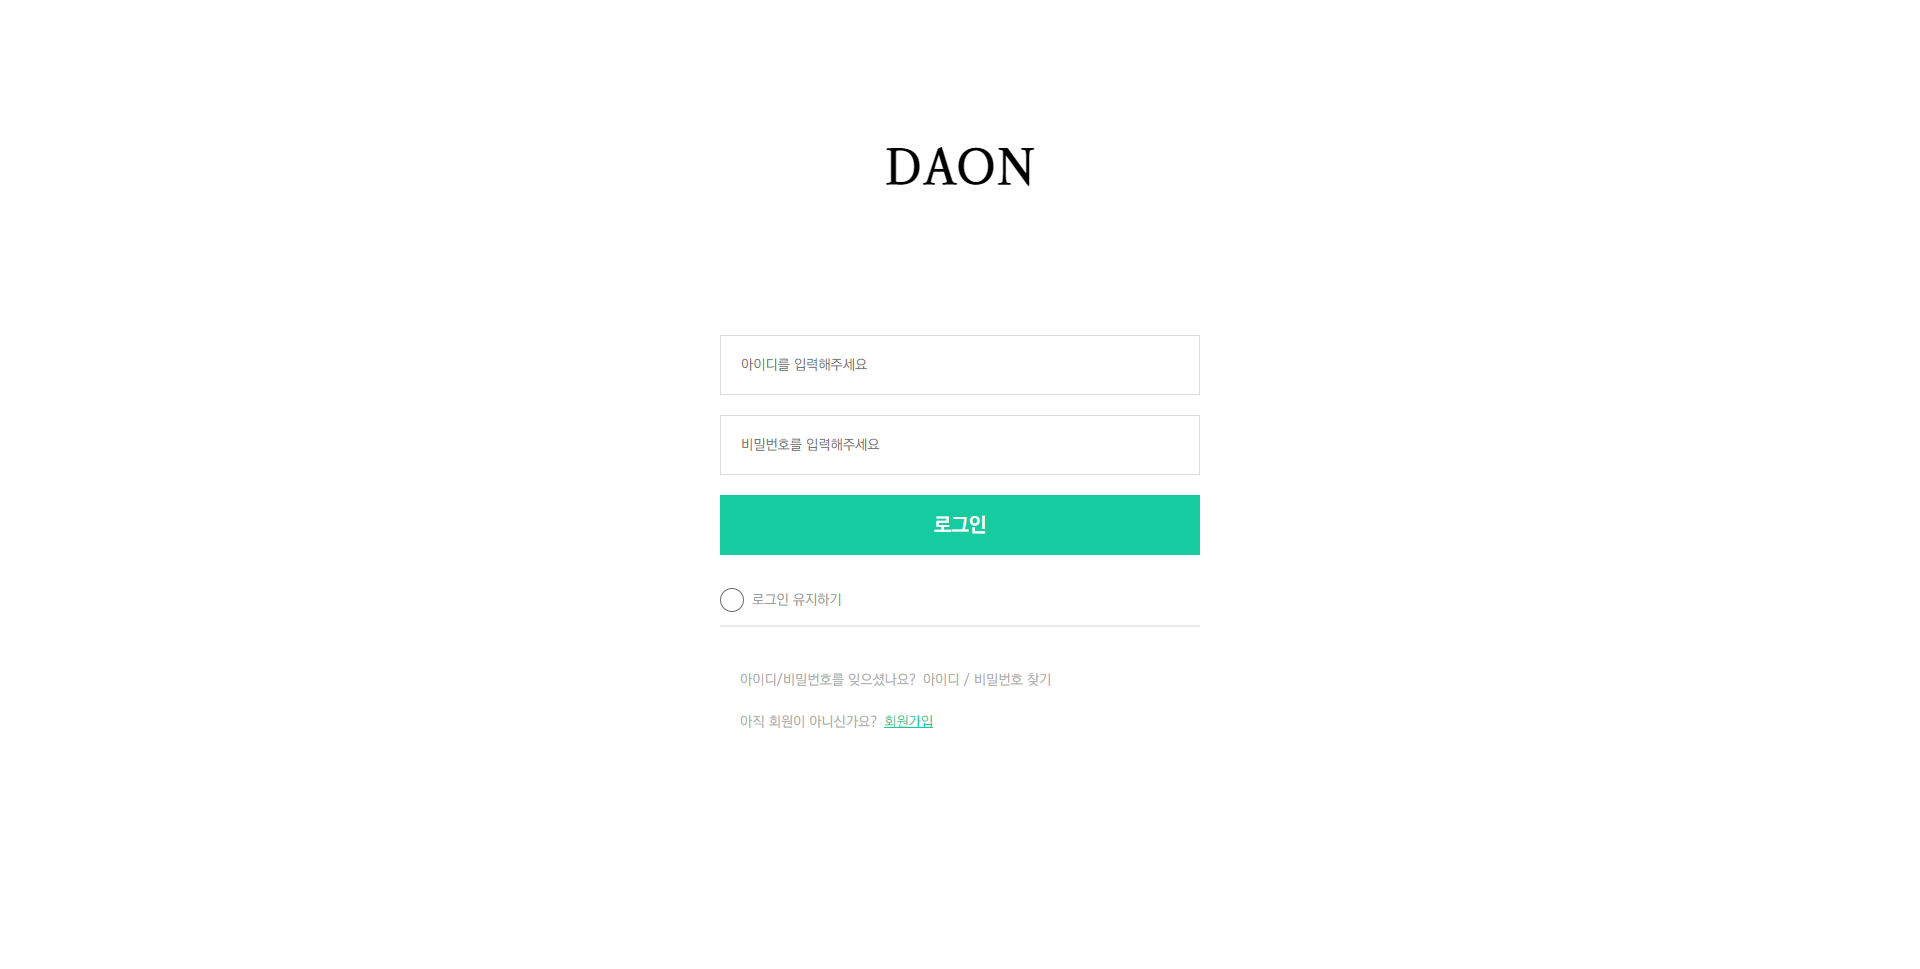 DAON
아이디를 입력해주세요
비밀번호를 입력해주세요
로그인
로그인 유지하기
아이디/비밀번호를 잊으셨나요? 아이디 / 비밀번호 찾기
아직 회원이 아니신가요? 회원가입